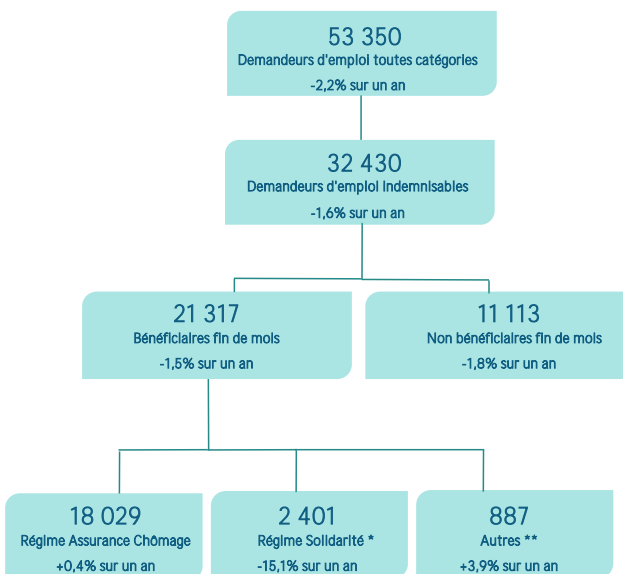 53 350
Demandeurs d'emploi toutes catégories
-2,2% sur un an
32 430
Demandeurs d'emploi Indemnisables
-1,6% sur un an
21 317
Bénéficiaires fin de mois
-1,5% sur un an
11 113
Non bénéficiaires fin de mois
-1,8% sur un an
18 029
Régime Assurance Chômage
+0,4% sur un an
2 401
Régime Solidarité *
-15,1% sur un an
887
Autres **
+3,9% sur un an